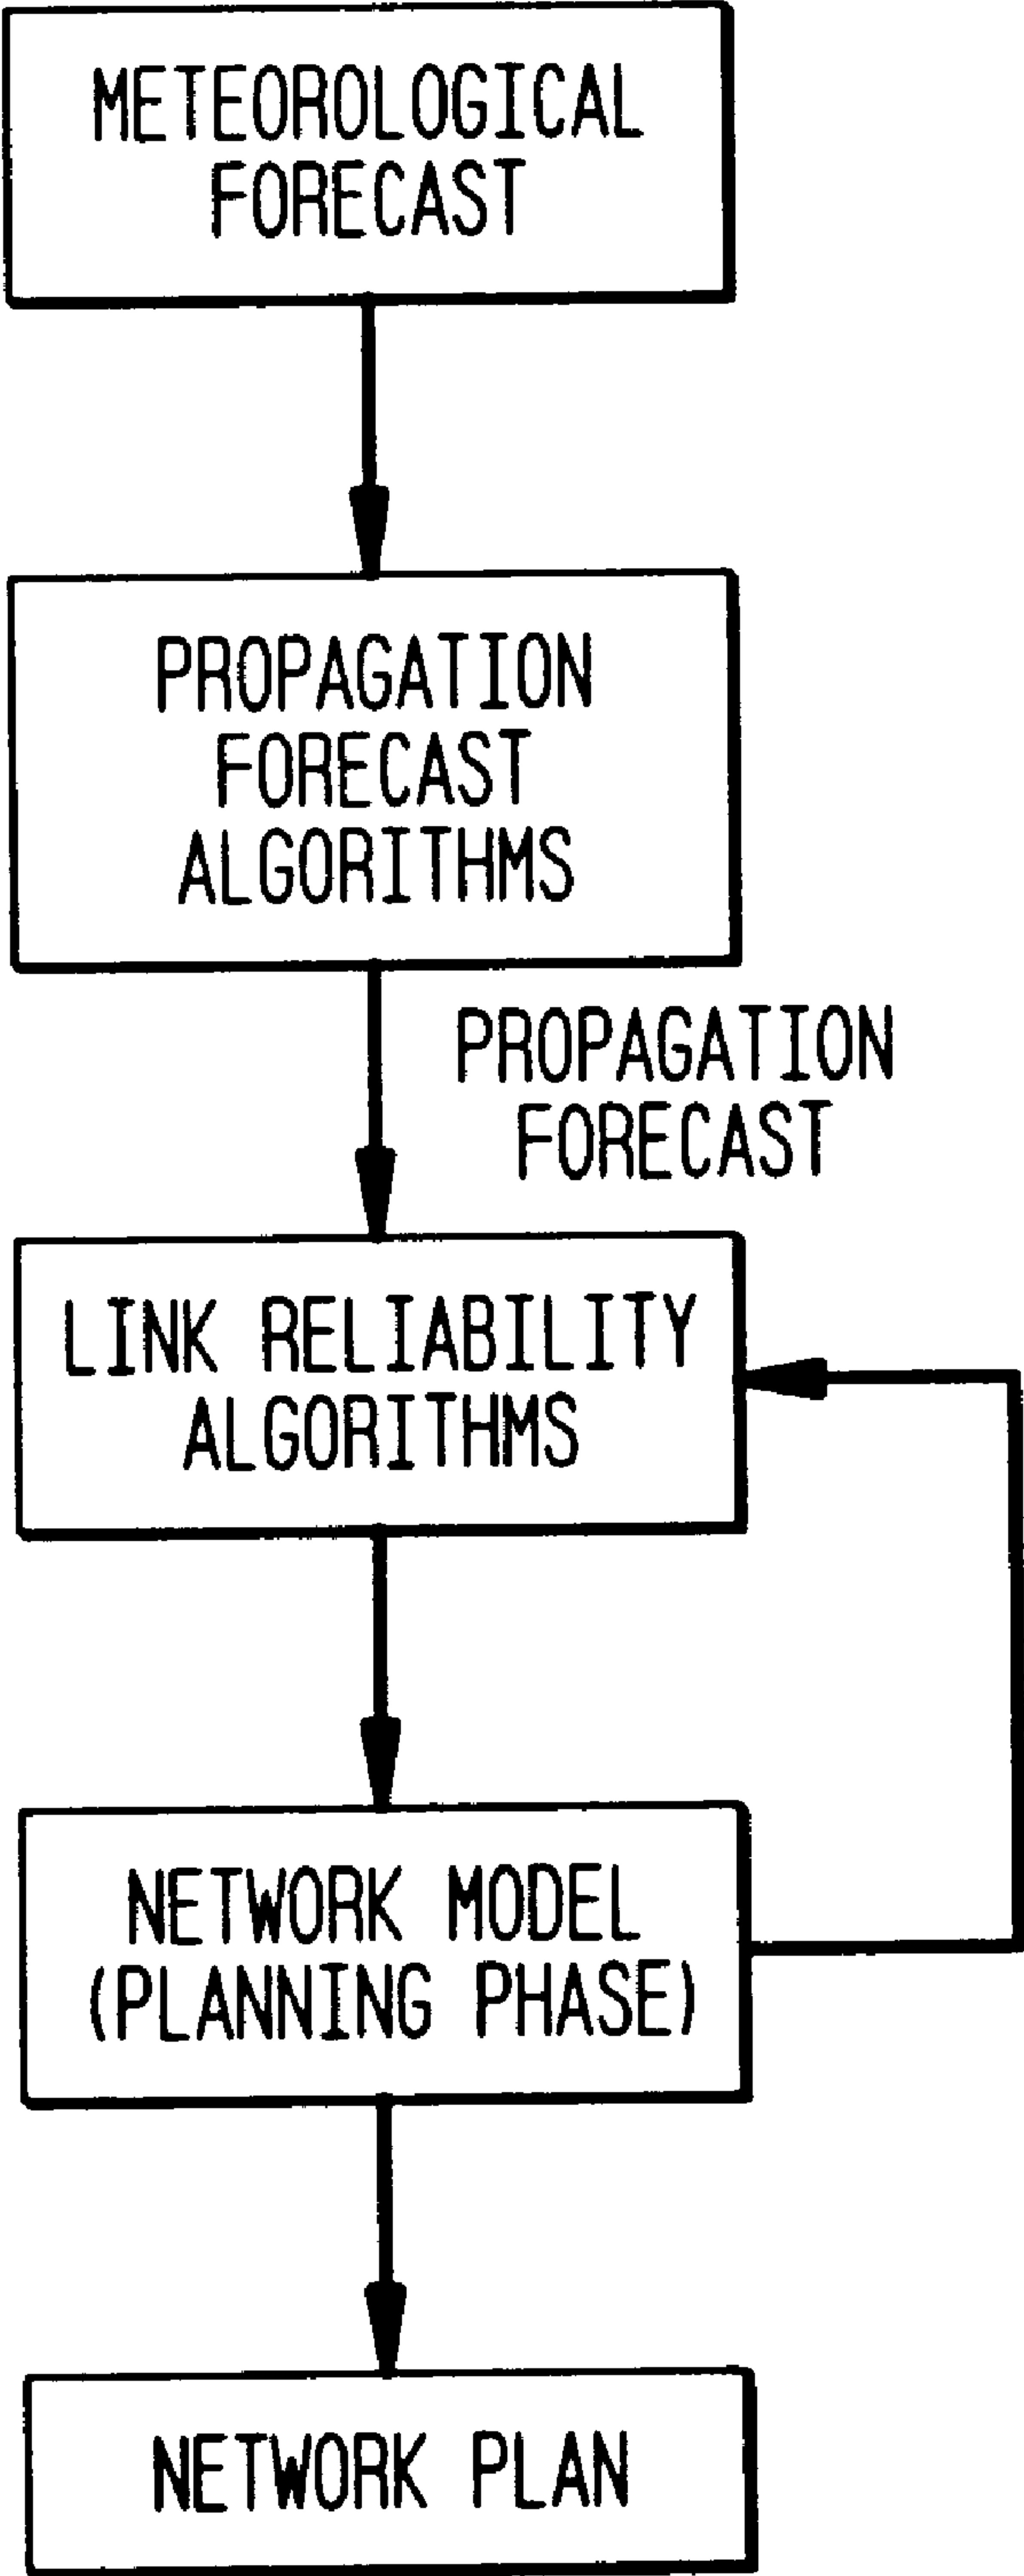 METEOROLOGICAL
FORECAST
PROPAGATION
FORECAST
ALGORITHMS
PROPAGATION
FORECAST
LINK RELIABILITY
ALGORITHMS
NETWORK MODEL
(PLANNING PHASE)
NETWORK PLAN